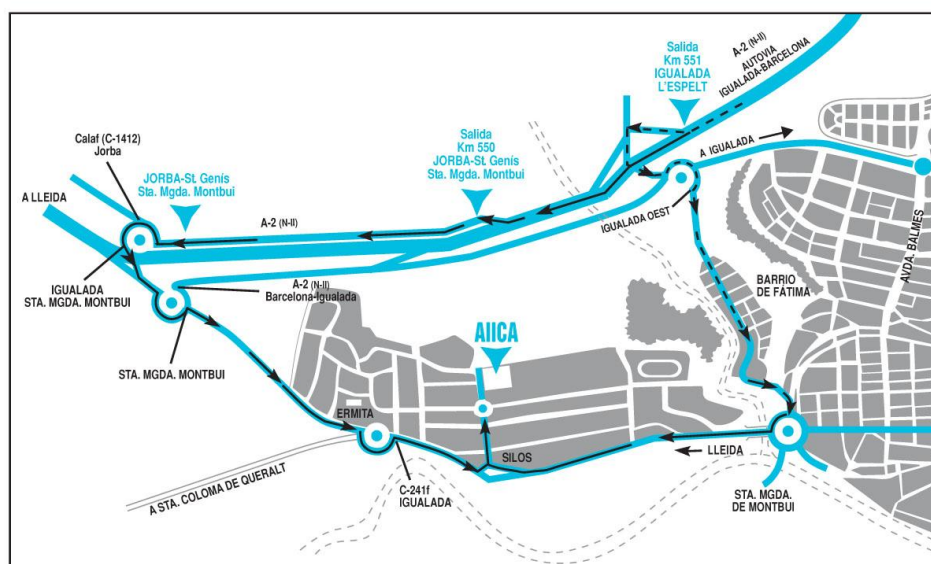 A-2 (N-II)
AUTOVIA
IGUALADA-BARCELONA
Salida
Km 551
IGUALADA
L'ESPELT
Calaf (C-1412)
Jorba
Salida
Km 550
JORBA-St. Genís
Sta. Mgda. Montbui
A IGUALADA
JORBA-St Genís
Sta. Mgda. Montbui
A LLEIDA
A-2 (N-II)
IGUALADA OEST
AVDA. BALMES
IGUALADA
STA. MGDA. MONTBUI
A-2 (N-II)
Barcelona-Igualada
BARRIO
DE FÁTIMA
AIICA
STA. MGDA. MONTBUI
ERMITA
SILOS
LLEIDA
A STA. COLOMA DE QUERALT
C-241f
IGUALADA
STA. MGDA.
DE MONTBUI